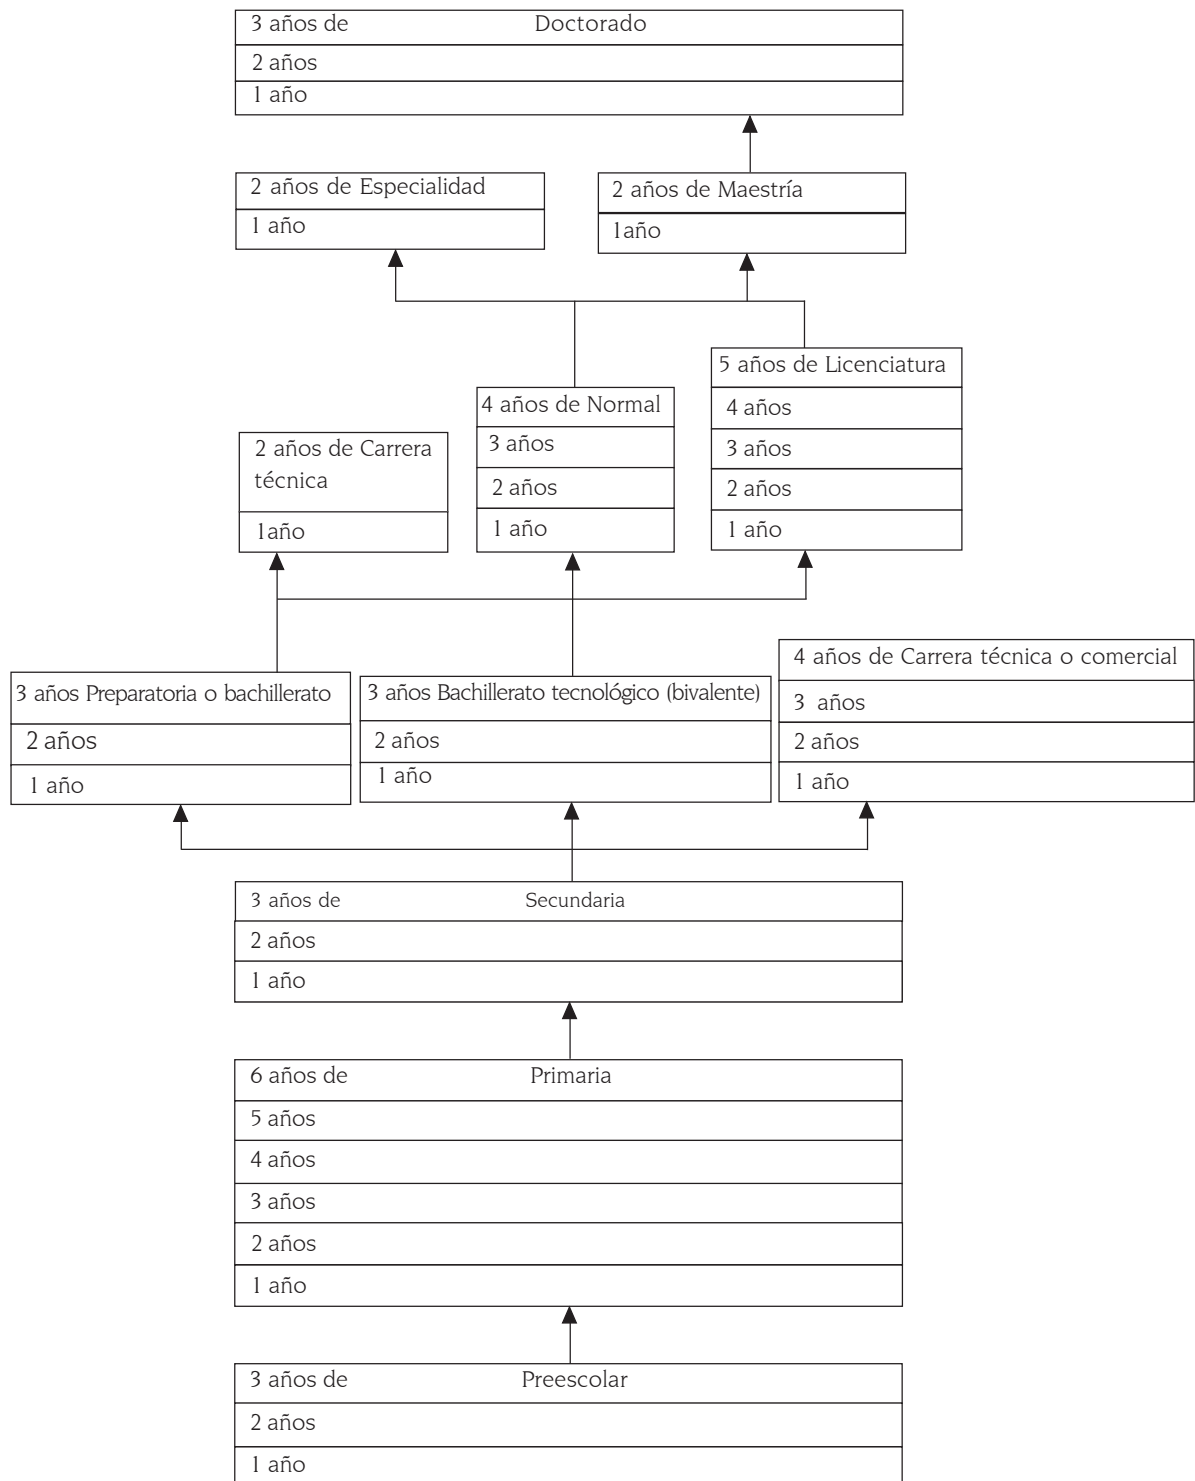 3 años de Doctorado
2 años
1 año
2 años de Especialidad
1 año
2 años de Maestría
1año
5 años de Licenciatura
4 años
3 años
2 años
1 año
4 años de Normal
3 años
2 años
1 año
2 años de Carrera
técnica
1año
3 años Preparatoria o bachillerato
2 años
1 año
3 años Bachillerato tecnológico (bivalente)
2 años
1 año
4 años de Carrera técnica o comercial
3 años
2 años
1 año
3 años de Secundaria
2 años
1 año
6 años de Primaria
5 años
4 años
3 años
2 años
1 año
3 años de Preescolar
2 años
1 año